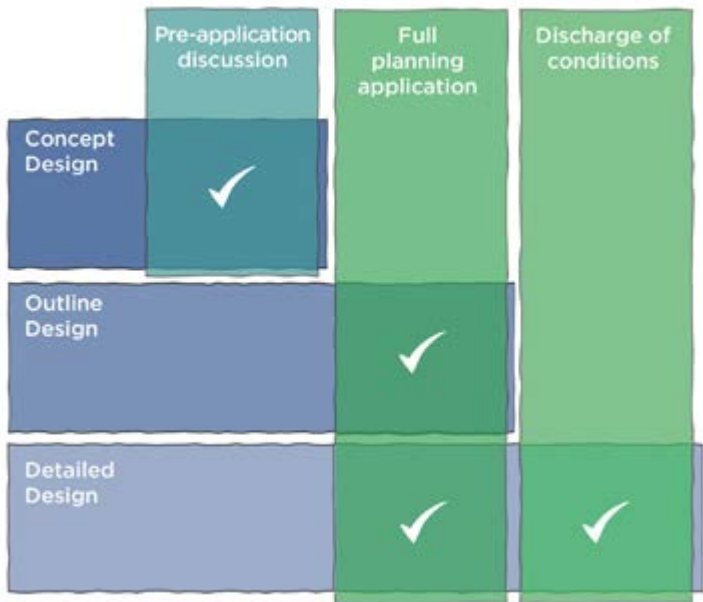 Pre-application
discussion
Full
planning
application
Discharge of
conditions
Concept
Design
Outline
Design
Detailed
Design